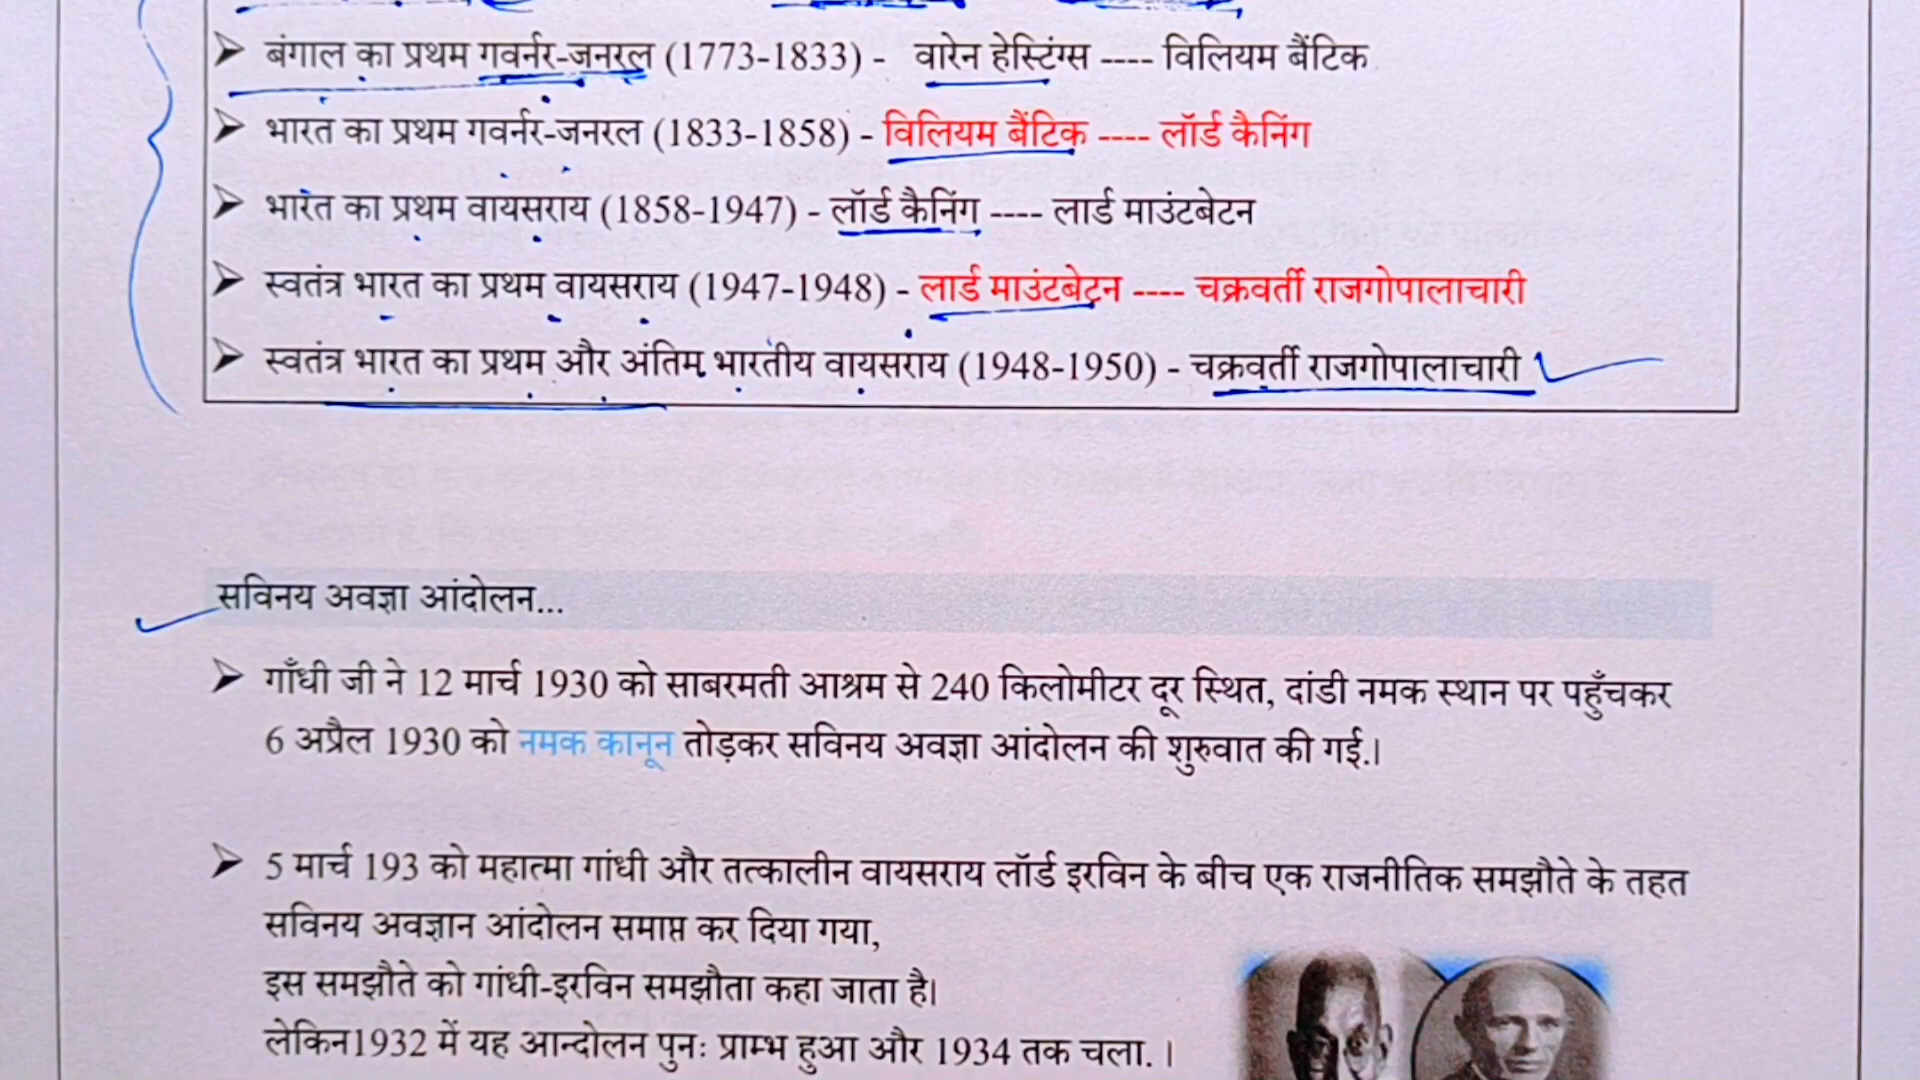 ➤ बंगाल का प्रथम गवर्नर-जनरल (1773-1833) - वारेन हेस्टिंग्स ---- विलियम बैंटिक
➤ भारत का प्रथम गवर्नर-जनरल (1833-1858) - विलियम बैंटिक ---- लॉर्ड कैनिंग
➤ भारत का प्रथम वायसराय (1858-1947) - लॉर्ड कैनिंग ---- लार्ड माउंटबेटन
➤ स्वतंत्र भारत का प्रथम वायसराय (1947-1948) - लार्ड माउंटबेटन ---- चक्रवर्ती राजगोपालाचारी
➤ स्वतंत्र भारत का प्रथम और अंतिम भारतीय वायसराय (1948-1950) - चक्रवर्ती राजगोपालाचारी
सविनय अवज्ञा आंदोलन...
➤ गाँधी जी ने 12 मार्च 1930 को साबरमती आश्रम से 240 किलोमीटर दूर स्थित, दांडी नमक स्थान पर पहुँचकर
6 अप्रैल 1930 को नमक कानून तोड़कर सविनय अवज्ञा आंदोलन की शुरुवात की गई.।
➤ 5 मार्च 193 को महात्मा गांधी और तत्कालीन वायसराय लॉर्ड इरविन के बीच एक राजनीतिक समझौते के तहत
सविनय अवज्ञान आंदोलन समाप्त कर दिया गया,
इस समझौते को गांधी-इरविन समझौता कहा जाता है।
लेकिन1932 में यह आन्दोलन पुनः प्राम्भ हुआ और 1934 तक चला. ।